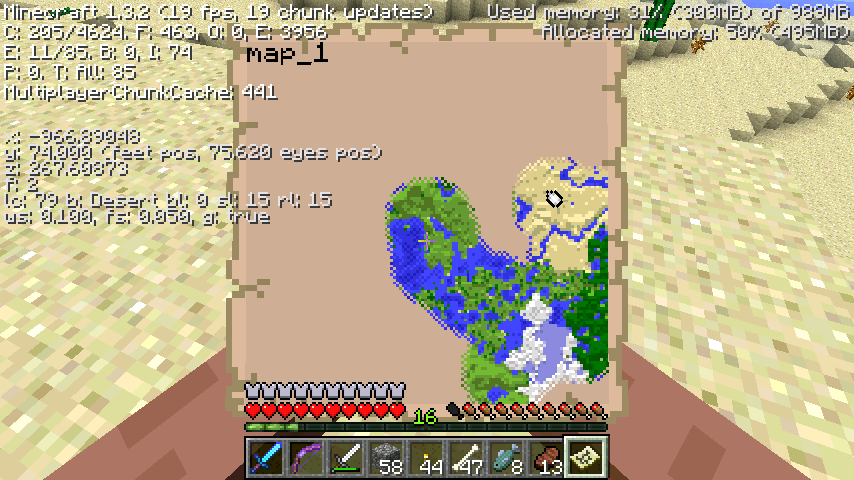 Minecraft 1.3.2 (19 fps, 19 chunk updates)
Used memory: 31% (309MB) of 989MB
C: 205/4624. F: 463, O: 0, E: 3956
Allocated memory: 50% (495MB)
E: 11/85. B: 0, I: 74
map_1
P: 0. T: All: 85
MultiplayerChunkCache: 441
x: -966.89048
y: 74.000 (feet pos, 75.620 eyes pos)
z: 267.60873
f: 2
lc: 79 b: Desert bl: 0 sl: 15 rl: 15
ws: 0.100, fs: 0.050, g: true
16
58
44
47
8
13